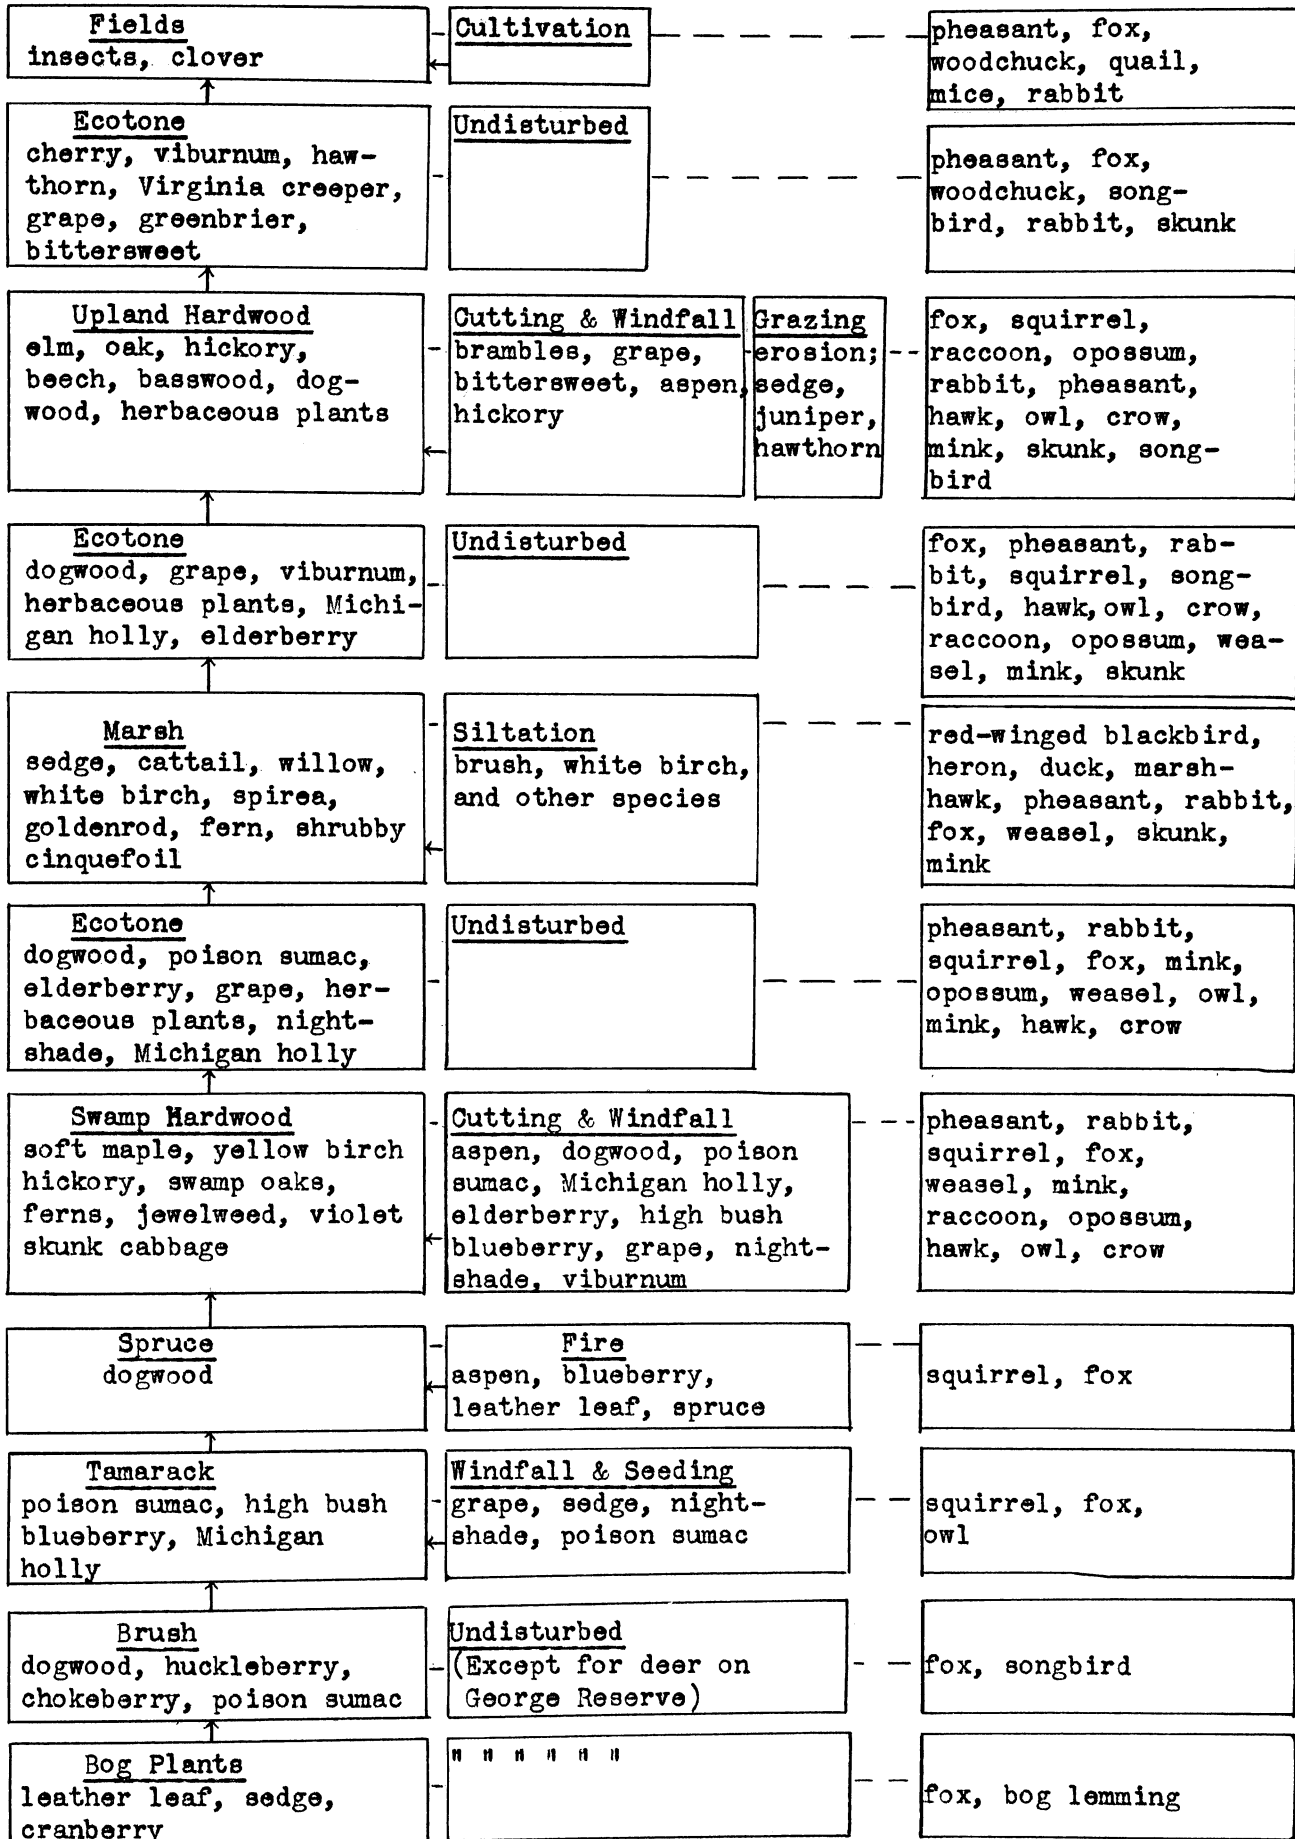 Fields
insects, clover
Cultivation
pheasant, fox,
woodchuck, quail,
mice, rabbit
Ecotone
cherry, viburnum, haw-
thorn, Virginia creeper,
grape, greenbrier,
bittersweet
Undisturbed
pheasant, fox,
woodchuck, song-
bird, rabbit, skunk
Upland Hardwood
elm, oak, hickory,
beech, basswood, dog-
wood, herbaceous plants
Cutting & Windfall
brambles, grape,
bittersweet, aspen,
hickory
Grazing
erosion;
sedge,
juniper,
hawthorn
fox, squirrel,
raccoon, opossum,
rabbit, pheasant,
hawk, owl, crow,
mink, skunk, song-
bird
Ecotone
dogwood, grape, viburnum,
herbaceous plants, Michi-
gan holly, elderberry
Undisturbed
fox, pheasant, rab-
bit, squirrel, song-
bird, hawk, owl, crow,
raccoon, opossum, wea-
sel, mink, skunk
Marsh
sedge, cattail, willow,
white birch, spirea,
goldenrod, fern, shrubby
cinquefoil
Siltation
brush, white birch,
and other species
red-winged blackbird,
heron, duck, marsh-
hawk, pheasant, rabbit,
fox, weasel, skunk,
mink
Ecotone
dogwood, poison sumac,
elderberry, grape, her-
baceous plants, night-
shade, Michigan holly
Undisturbed
pheasant, rabbit,
squirrel, fox, mink,
opossum, weasel, owl,
mink, hawk, crow
Swamp Hardwood
soft maple, yellow birch
hickory, swamp oaks,
ferns, jewelweed, violet
skunk cabbage
Cutting & Windfall
aspen, dogwood, poison
sumac, Michigan holly,
elderberry, high bush
blueberry, grape, night-
shade, viburnum
pheasant, rabbit,
squirrel, fox,
weasel, mink,
raccoon, opossum,
hawk, owl, crow
Spruce
dogwood
Fire
aspen, blueberry,
leather leaf, spruce
squirrel, fox
Tamarack
poison sumac, high bush
blueberry, Michigan
holly
Windfall & Seeding
grape, sedge, night-
shade, poison sumac
squirrel, fox,
owl
Brush
dogwood, huckleberry,
chokeberry, poison sumac
Undisturbed
(Except for deer on
George Reserve)
fox, songbird
Bog Plants
leather leaf, sedge,
cranberry
" " " " " "
fox, bog lemming